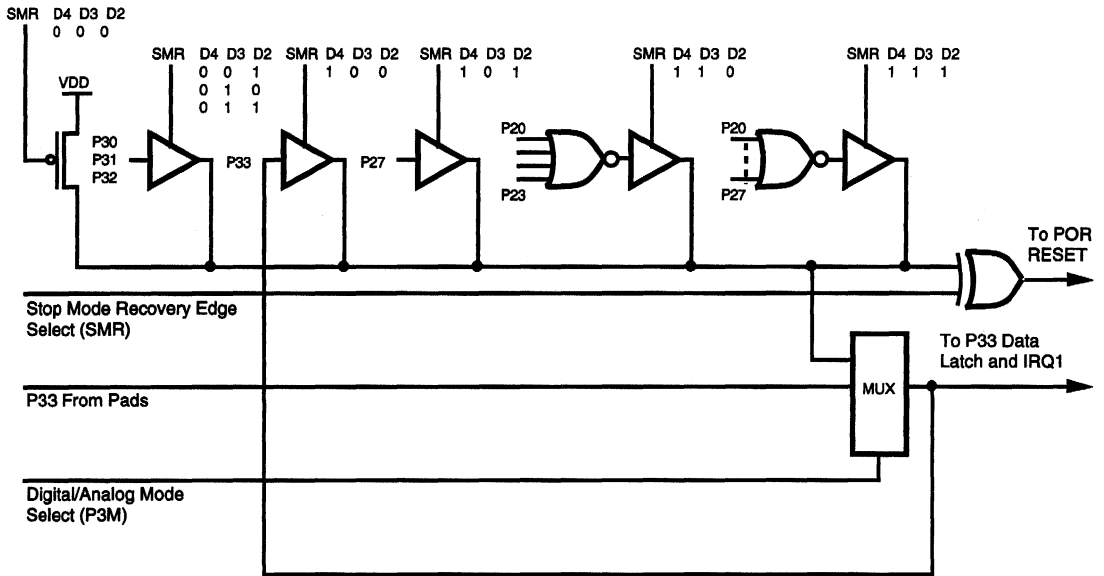 SMR D4 D3 D2
0 0 0
SMR D4 D3 D2
0 0 1
0 1 0
0 1 1
SMR D4 D3 D2
1 0 0
SMR D4 D3 D2
1 0 1
SMR D4 D3 D2
1 1 0
SMR D4 D3 D2
1 1 1
VDD
P30
P31
P32
P33
P27
P20
P23
P20
P27
To POR
RESET
Stop Mode Recovery Edge
Select (SMR)
To P33 Data
Latch and IRQ1
MUX
P33 From Pads
Digital/Analog Mode
Select (P3M)